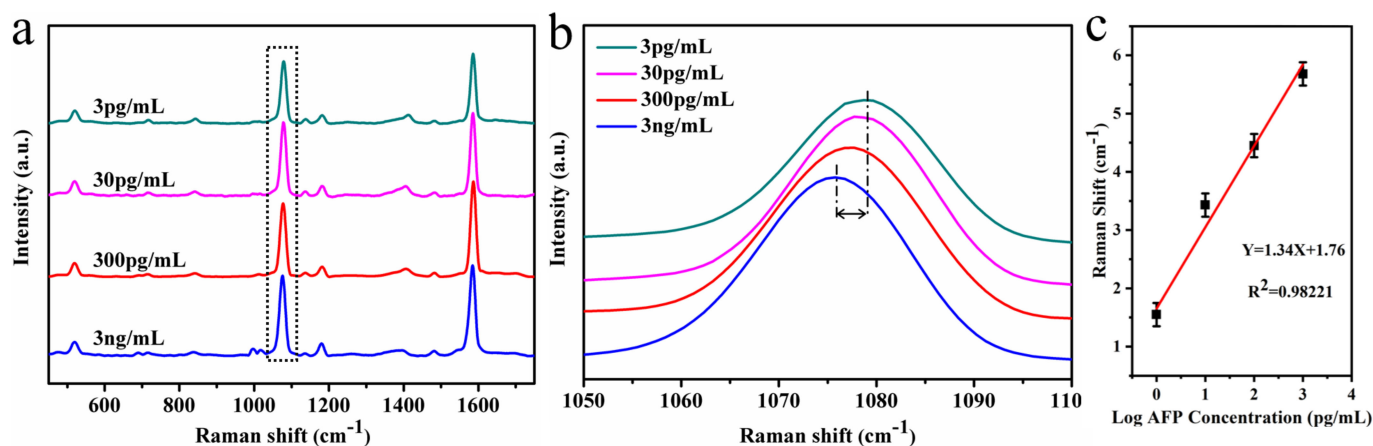 a
3pg/mL
30pg/mL
300pg/mL
3ng/mL
Intensity (a.u.)
600 800 1000 1200 1400 1600
Raman shift (cm⁻¹)
b
3pg/mL
30pg/mL
300pg/mL
3ng/mL
Intensity (a.u.)
1050 1060 1070 1080 1090 110
Raman shift (cm⁻¹)
c
6
5
4
3
2
1
Raman Shift (cm⁻¹)
Y=1.34X+1.76
R²=0.98221
0 1 2 3 4
Log AFP Concentration (pg/mL)